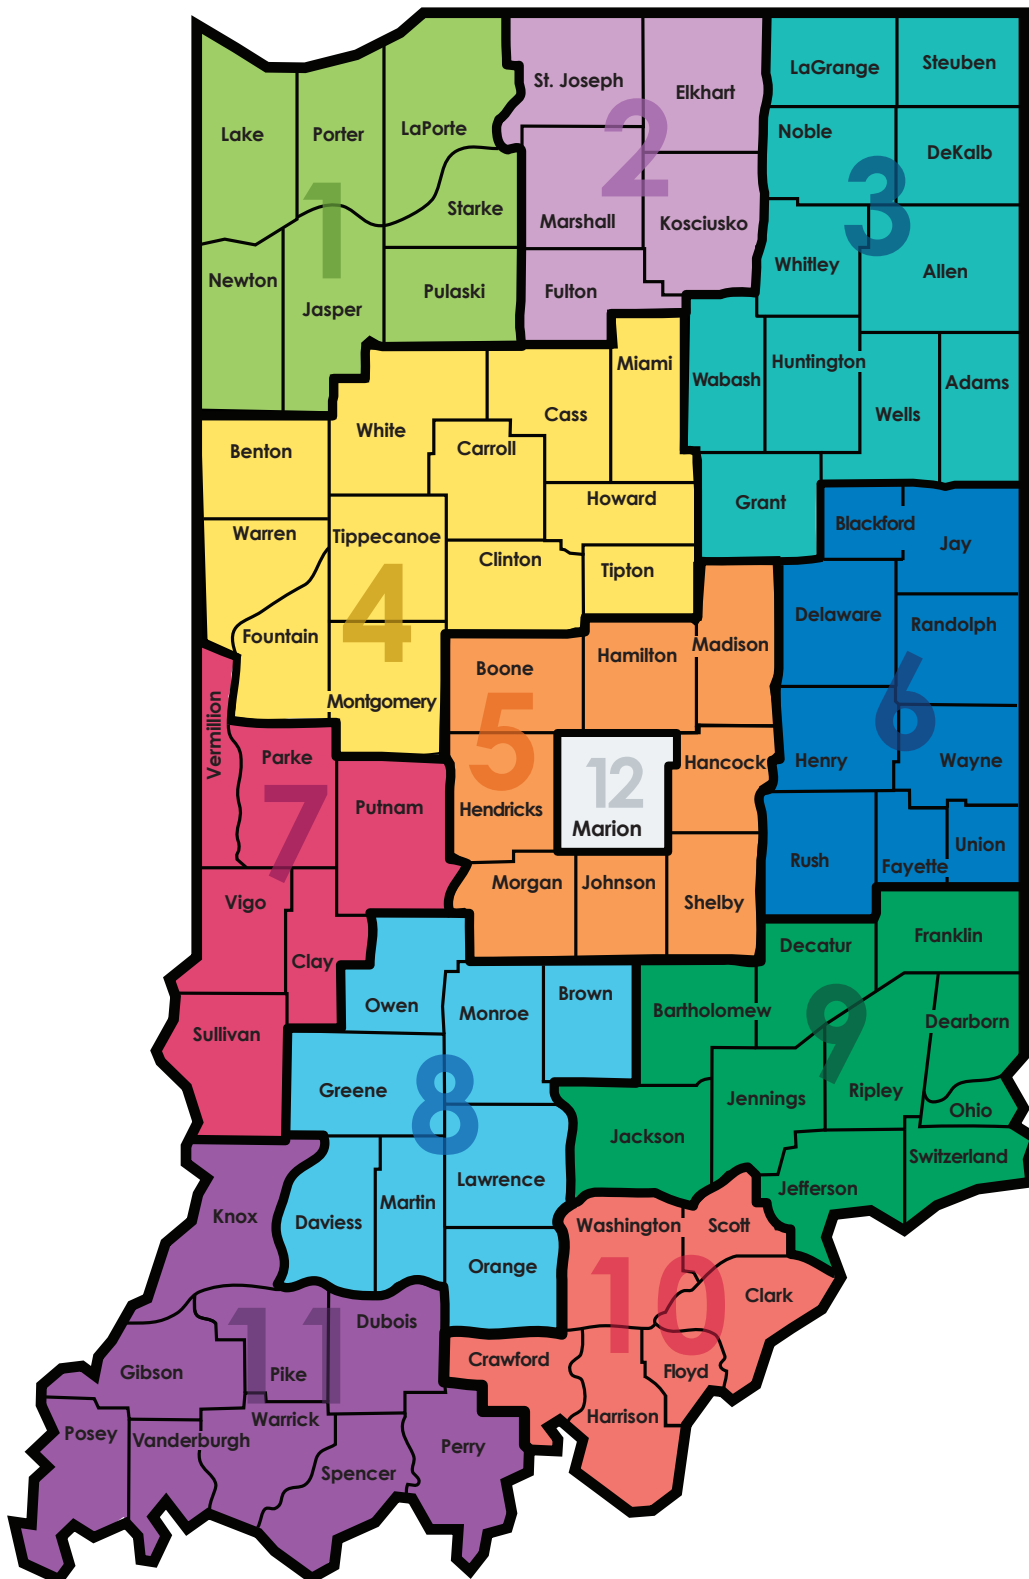 St. Joseph
Elkhart
LaGrange
Steuben
Lake
Porter
LaPorte
2
Noble
DeKalb
1
Starke
Marshall
Kosciusko
3
Whitley
Allen
Newton
Jasper
Pulaski
Fulton
Miami
Wabash
Huntington
Adams
White
Cass
Wells
Benton
Carroll
Howard
Grant
Warren
Tippecanoe
Clinton
Tipton
Blackford
Jay
4
Fountain
Boone
Hamilton
Madison
Delaware
Randolph
Montgomery
5
6
Vermillion
Parke
Putnam
Hendricks
12
Marion
Hancock
Henry
Wayne
7
Vigo
Morgan
Johnson
Shelby
Rush
Fayette
Union
Clay
Owen
Monroe
Brown
Decatur
Franklin
Sullivan
Bartholomew
9
Dearborn
Greene
8
Jennings
Ripley
Ohio
Jackson
Switzerland
Knox
Daviess
Martin
Lawrence
Jefferson
Washington
Scott
Orange
10
Clark
11
Dubois
Gibson
Pike
Crawford
Floyd
Posey
Vanderburgh
Warrick
Harrison
Spencer
Perry